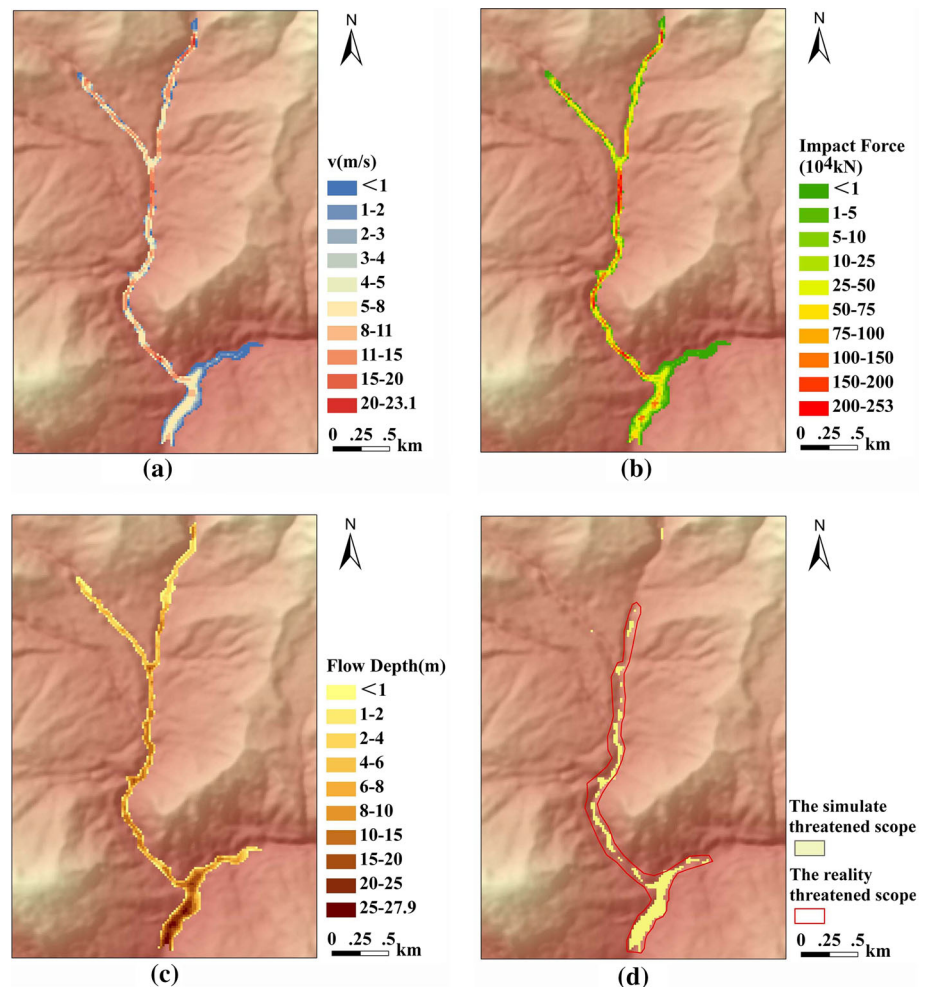 N
v(m/s)
<1
1-2
2-3
3-4
4-5
5-8
8-11
11-15
15-20
20-23.1
0 .25 .5
km
(a)
N
Impact Force
(10⁴kN)
<1
1-5
5-10
10-25
25-50
50-75
75-100
100-150
150-200
200-253
0 .25 .5
km
(b)
N
Flow Depth(m)
<1
1-2
2-4
4-6
6-8
8-10
10-15
15-20
20-25
25-27.9
0 .25 .5
km
(c)
N
The simulate
threatened scope
The reality
threatened scope
0 .25 .5
km
(d)